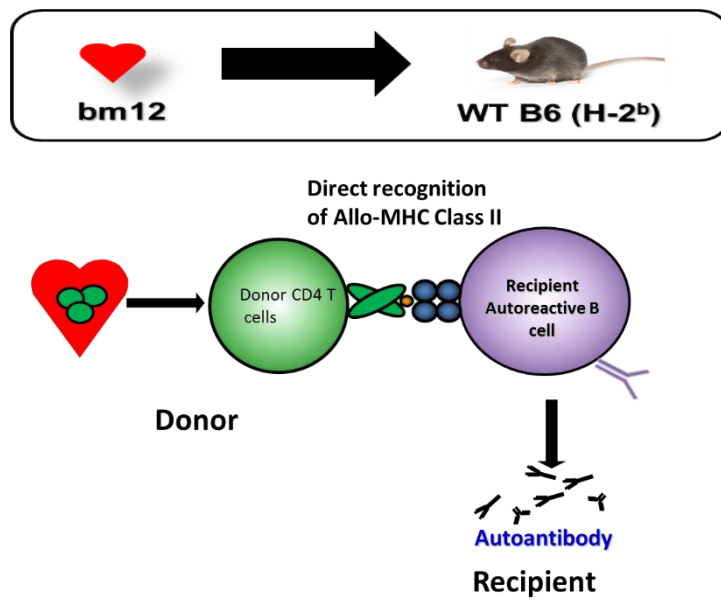 bm12
WT B6 (H-2ᵇ)
Direct recognition
of Allo-MHC Class II
Donor CD4 T
cells
Recipient
Autoreactive B
cell
Donor
Autoantibody
Recipient